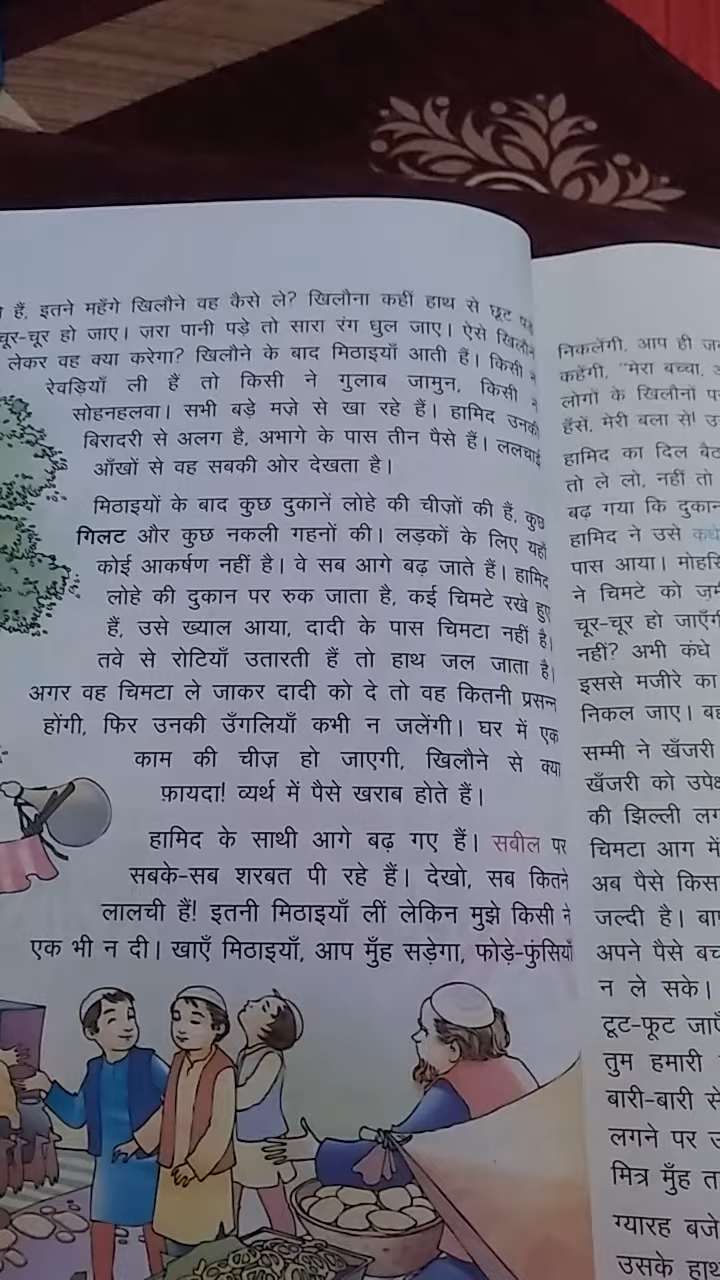 हैं, इतने महँगे खिलौने वह कैसे ले? खिलौना कहीं हाथ से छूट
चूर-चूर हो जाए। ज़रा पानी पड़े तो सारा रंग धुल जाए। ऐसे खिलौने
लेकर वह क्या करेगा? खिलौने के बाद मिठाइयाँ आती हैं। किसी ने
रेवड़ियाँ ली हैं तो किसी ने गुलाब जामुन, किसी ने
सोहनहलवा। सभी बड़े मज़े से खा रहे हैं। हामिद उनकी
बिरादरी से अलग है, अभागे के पास तीन पैसे हैं। ललचाई
आँखों से वह सबकी ओर देखता है।
मिठाइयों के बाद कुछ दुकानें लोहे की चीज़ों की हैं, कुछ
गिलट और कुछ नकली गहनों की। लड़कों के लिए यहाँ
कोई आकर्षण नहीं है। वे सब आगे बढ़ जाते हैं। हामिद
लोहे की दुकान पर रुक जाता है, कई चिमटे रखे हुए
हैं, उसे ख्याल आया, दादी के पास चिमटा नहीं है।
तवे से रोटियाँ उतारती हैं तो हाथ जल जाता है।
अगर वह चिमटा ले जाकर दादी को दे तो वह कितनी प्रसन्न
होंगी, फिर उनकी उँगलियाँ कभी न जलेंगी। घर में एक
काम की चीज़ हो जाएगी, खिलौने से क्या
फ़ायदा! व्यर्थ में पैसे खराब होते हैं।
हामिद के साथी आगे बढ़ गए हैं। सबील पर
सबके-सब शरबत पी रहे हैं। देखो, सब कितने
लालची हैं! इतनी मिठाइयाँ लीं लेकिन मुझे किसी ने
एक भी न दी। खाएँ मिठाइयाँ, आप मुँह सड़ेगा, फोड़े-फुंसियाँ
निकलेंगी, आप ही
कहेंगी, "मेरा बच्चा,
लोगों के खिलौनों
हँसें, मेरी बला से!
हामिद का दिल बैठ
तो ले लो, नहीं तो
बढ़ गया कि दुकान
हामिद ने उसे कंधे
पास आया।
ने चिमटे को
चूर-चूर हो जाएँगी
नहीं? अभी कंधे
इससे मजीरे का
निकल जाए।
सम्मी ने खँजरी
खँजरी को
की झिल्ली
चिमटा आग में
अब पैसे किस
जल्दी है।
अपने पैसे
न ले सके।
टूट-फूट
तुम हमारी
बारी-बारी से
लगने पर
मित्र मुँह
ग्यारह बजे
उसके हाथ